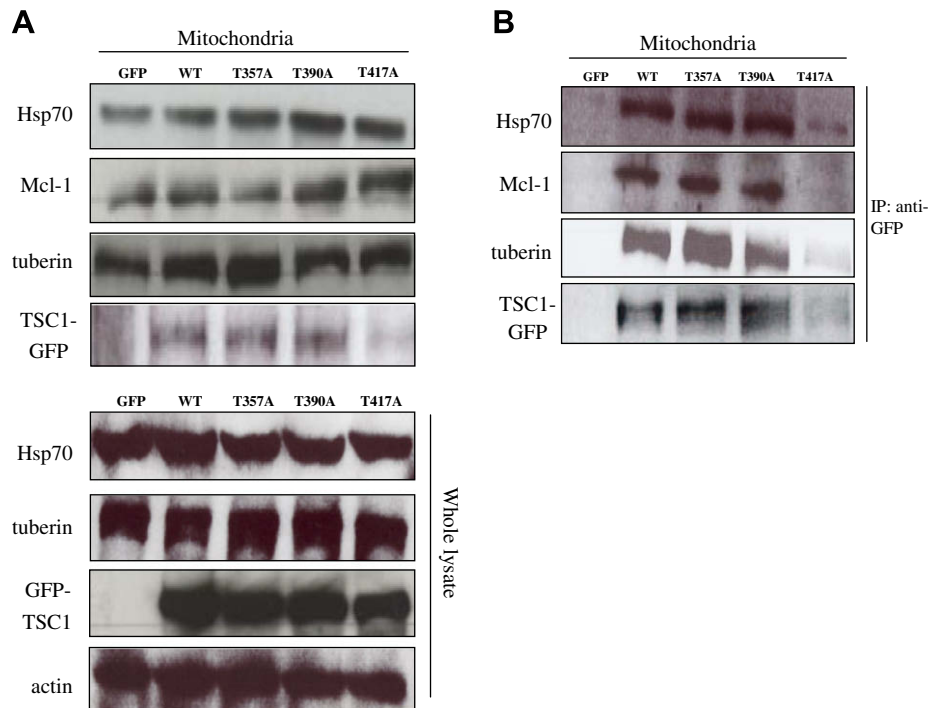 A
Mitochondria
GFP WT T357A T390A T417A
Hsp70
Mcl-1
tuberin
TSC1-
GFP
GFP WT T357A T390A T417A
Hsp70
tuberin
GFP-
TSC1
actin
Whole lysate
B
Mitochondria
GFP WT T357A T390A T417A
Hsp70
Mcl-1
tuberin
TSC1-
GFP
IP: anti-
GFP